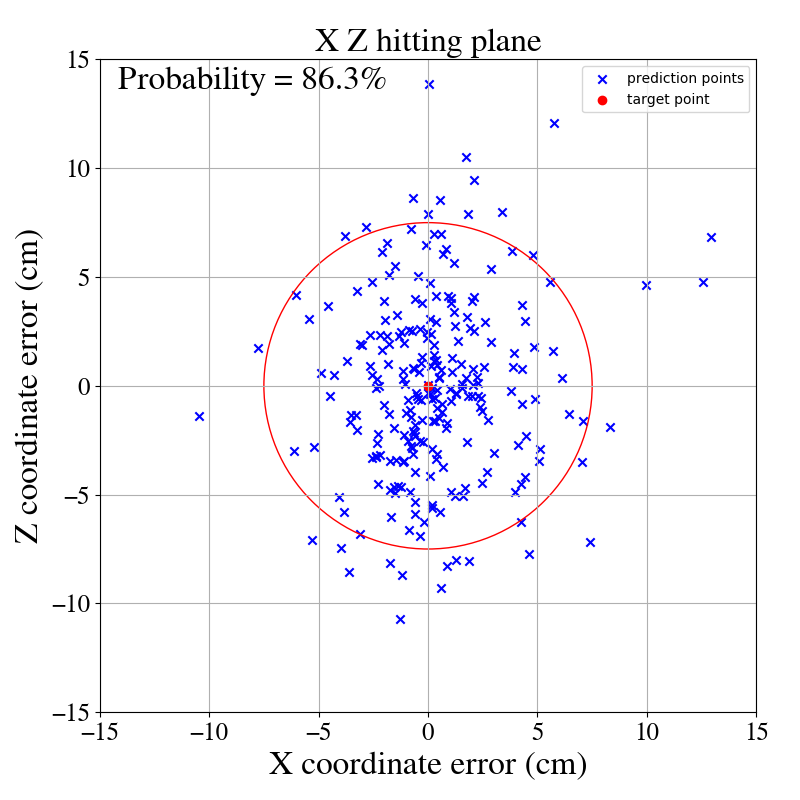 X Z hitting plane
Probability = 86.3%
prediction points
target point
15
10
5
0
−5
−10
−15
−15
−10
−5
0
5
10
15
Z coordinate error (cm)
X coordinate error (cm)